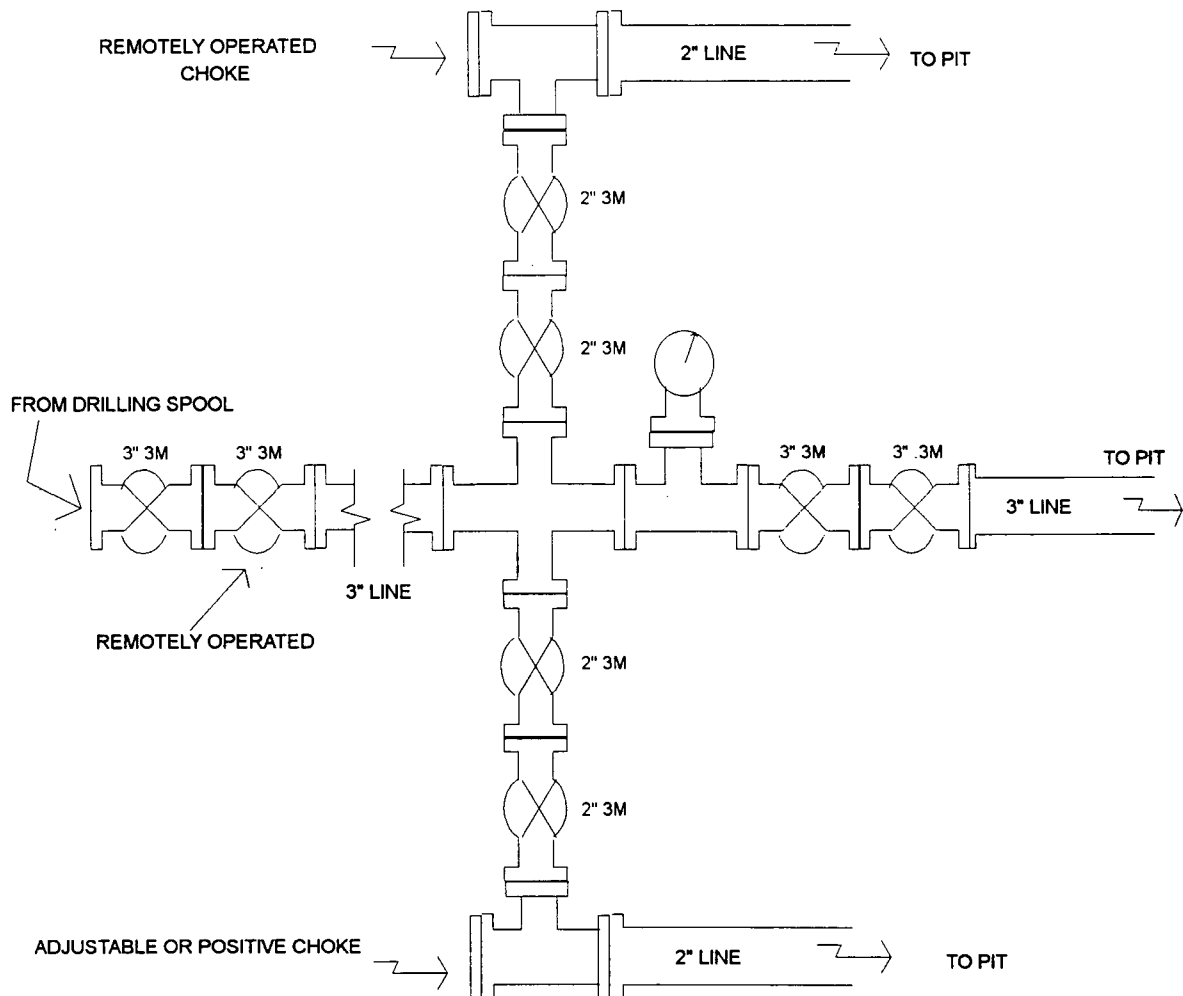 REMOTELY OPERATED
CHOKE
2" LINE
TO PIT
2" 3M
2" 3M
FROM DRILLING SPOOL
3" 3M
3" 3M
3" 3M
3" .3M
TO PIT
3" LINE
3" LINE
REMOTELY OPERATED
2" 3M
2" 3M
ADJUSTABLE OR POSITIVE CHOKE
2" LINE
TO PIT